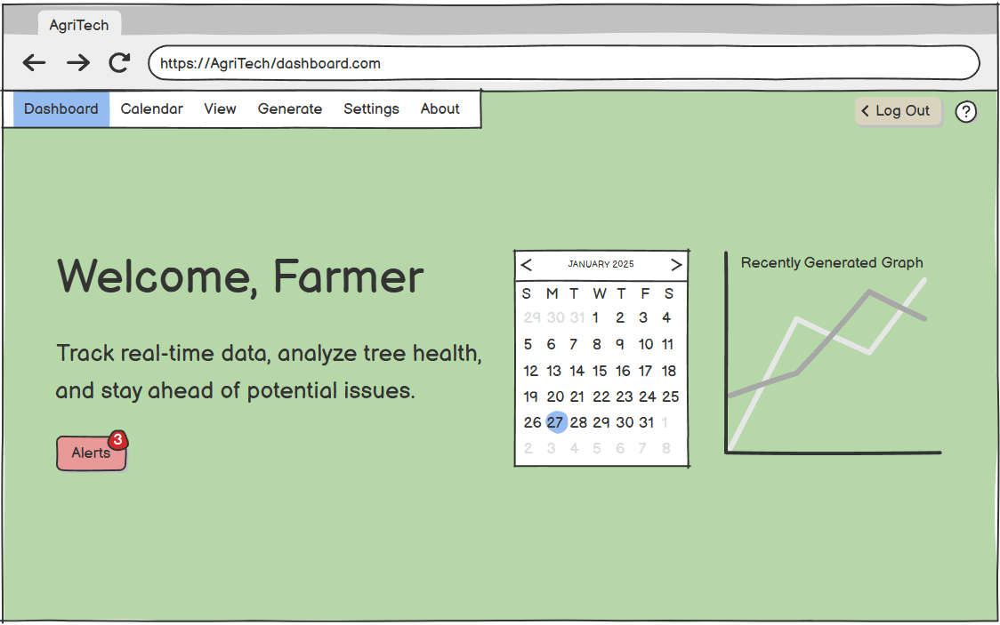 AgriTech
https://AgriTech/dashboard.com
Dashboard Calendar View Generate Settings About
Log Out ?
Welcome, Farmer
Track real-time data, analyze tree health,
and stay ahead of potential issues.
Alerts 3
JANUARY 2025
S M T W T F S
29 30 31 1 2 3 4
5 6 7 8 9 10 11
12 13 14 15 16 17 18
19 20 21 22 23 24 25
26 27 28 29 30 31 1
2 3 4 5 6 7 8
Recently Generated Graph